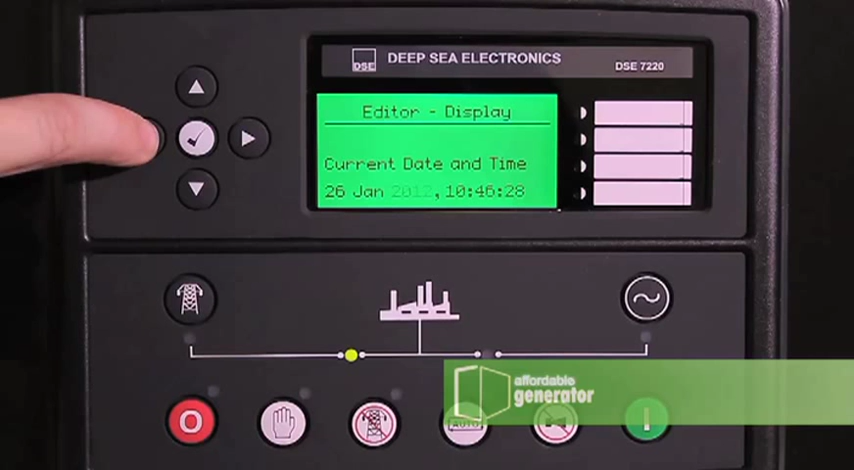 DSE
DEEP SEA ELECTRONICS
DSE 7220
Editor - Display
Current Date and Time
26 Jan 2012, 10:46:28
affordable
generator
O
AUTO
I